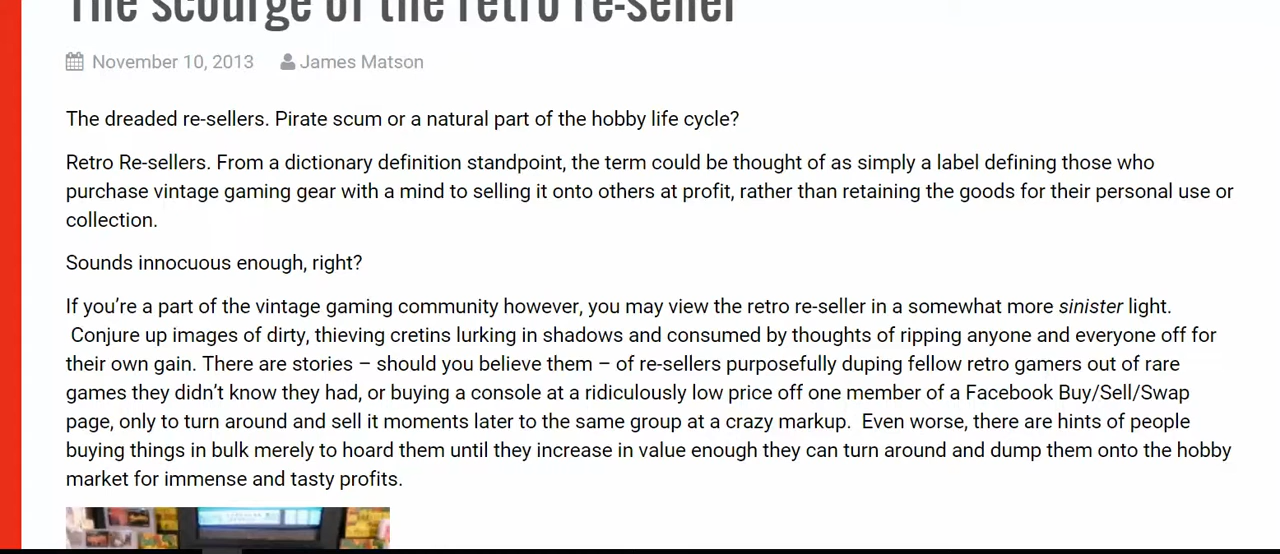 The scourge of the retro re-seller
November 10, 2013 James Matson
The dreaded re-sellers. Pirate scum or a natural part of the hobby life cycle?
Retro Re-sellers. From a dictionary definition standpoint, the term could be thought of as simply a label defining those who
purchase vintage gaming gear with a mind to selling it onto others at profit, rather than retaining the goods for their personal use or
collection.
Sounds innocuous enough, right?
If you’re a part of the vintage gaming community however, you may view the retro re-seller in a somewhat more sinister light.
Conjure up images of dirty, thieving cretins lurking in shadows and consumed by thoughts of ripping anyone and everyone off for
their own gain. There are stories – should you believe them – of re-sellers purposefully duping fellow retro gamers out of rare
games they didn’t know they had, or buying a console at a ridiculously low price off one member of a Facebook Buy/Sell/Swap
page, only to turn around and sell it moments later to the same group at a crazy markup.  Even worse, there are hints of people
buying things in bulk merely to hoard them until they increase in value enough they can turn around and dump them onto the hobby
market for immense and tasty profits.